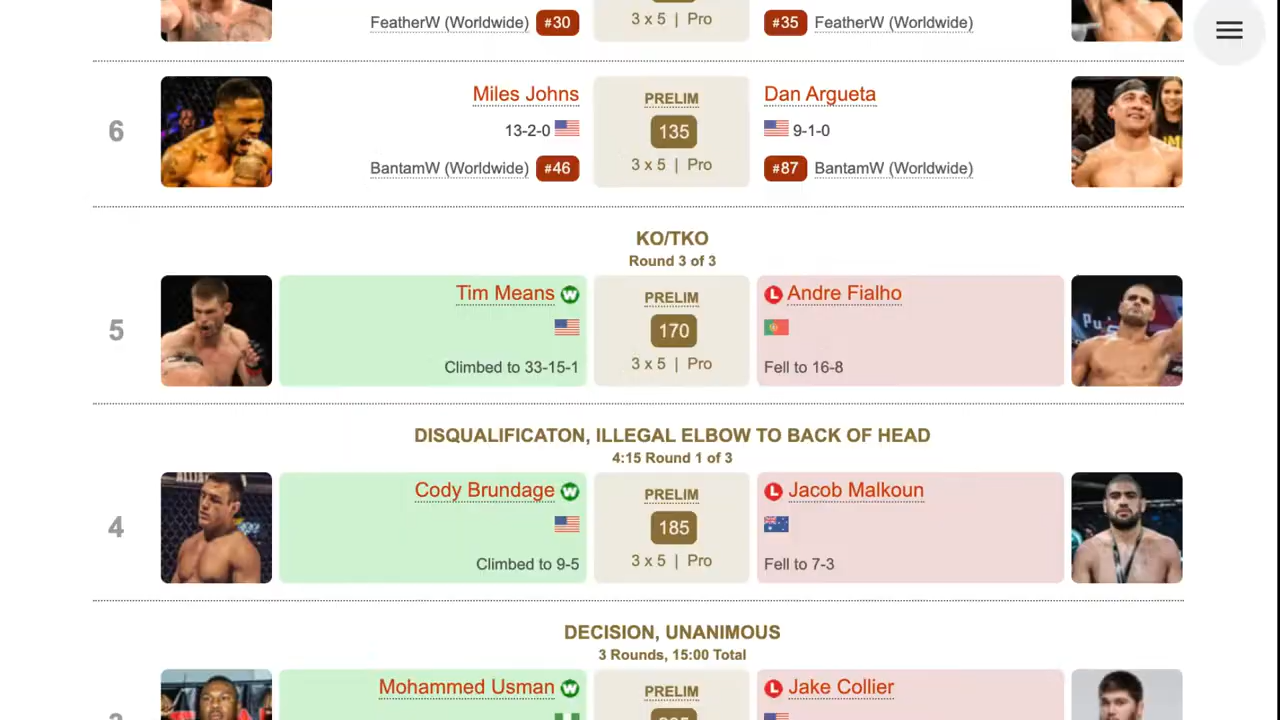 FeatherW (Worldwide) #30 3 x 5 | Pro #35 FeatherW (Worldwide)
Miles Johns PRELIM Dan Argueta
6 13-2-0 135 9-1-0
BantamW (Worldwide) #46 3 x 5 | Pro #87 BantamW (Worldwide)
KO/TKO
Round 3 of 3
Tim Means W PRELIM L Andre Fialho
5 170
Climbed to 33-15-1 3 x 5 | Pro Fell to 16-8
DISQUALIFICATON, ILLEGAL ELBOW TO BACK OF HEAD
4:15 Round 1 of 3
Cody Brundage W PRELIM L Jacob Malkoun
4 185
Climbed to 9-5 3 x 5 | Pro Fell to 7-3
DECISION, UNANIMOUS
3 Rounds, 15:00 Total
Mohammed Usman W PRELIM L Jake Collier